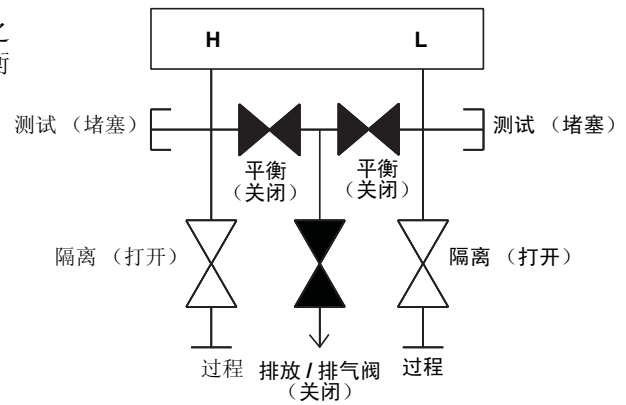 衡
H L
测试 （堵塞） 测试 （堵塞）
平衡 平衡
（关闭） （关闭）
隔离 （打开） 隔离 （打开）
过程 排放 / 排气阀 过程
（关闭）